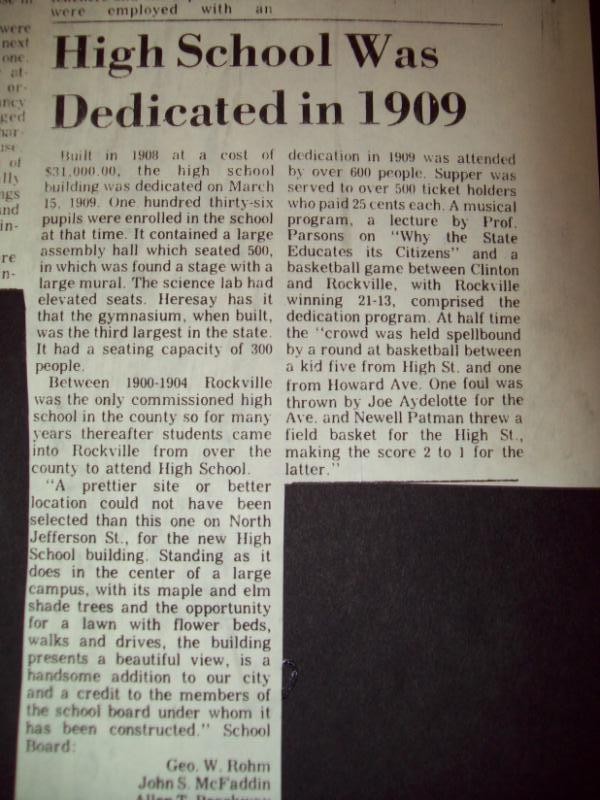 were employed with an
were
next
one.
at-
or-
ged
of
and
in-
re
n-
High School Was
Dedicated in 1909
Built in 1908 at a cost of
$31,000.00, the high school
building was dedicated on March
15, 1909. One hundred thirty-six
pupils were enrolled in the school
at that time. It contained a large
assembly hall which seated 500,
in which was found a stage with a
large mural. The science lab had
elevated seats. Heresay has it
that the gymnasium, when built,
was the third largest in the state.
It had a seating capacity of 300
people.
Between 1900-1904 Rockville
was the only commissioned high
school in the county so for many
years thereafter students came
into Rockville from over the
county to attend High School.
"A prettier site or better
location could not have been
selected than this one on North
Jefferson St., for the new High
School building. Standing as it
does in the center of a large
campus, with its maple and elm
shade trees and the opportunity
for a lawn with flower beds,
walks and drives, the building
presents a beautiful view, is a
handsome addition to our city
and a credit to the members of
the school board under whom it
has been constructed." School
Board:
Geo. W. Rohm
John S. McFaddin
dedication in 1909 was attended
by over 600 people. Supper was
served to over 500 ticket holders
who paid 25 cents each. A musical
program, a lecture by Prof.
Parsons on "Why the State
Educates its Citizens" and a
basketball game between Clinton
and Rockville, with Rockville
winning 21-13, comprised the
dedication program. At half time
the "crowd was held spellbound
by a round at basketball between
a kid five from High St. and one
from Howard Ave. One foul was
thrown by Joe Aydelotte for the
Ave. and Newell Patman threw a
field basket for the High St.,
making the score 2 to 1 for the
latter."